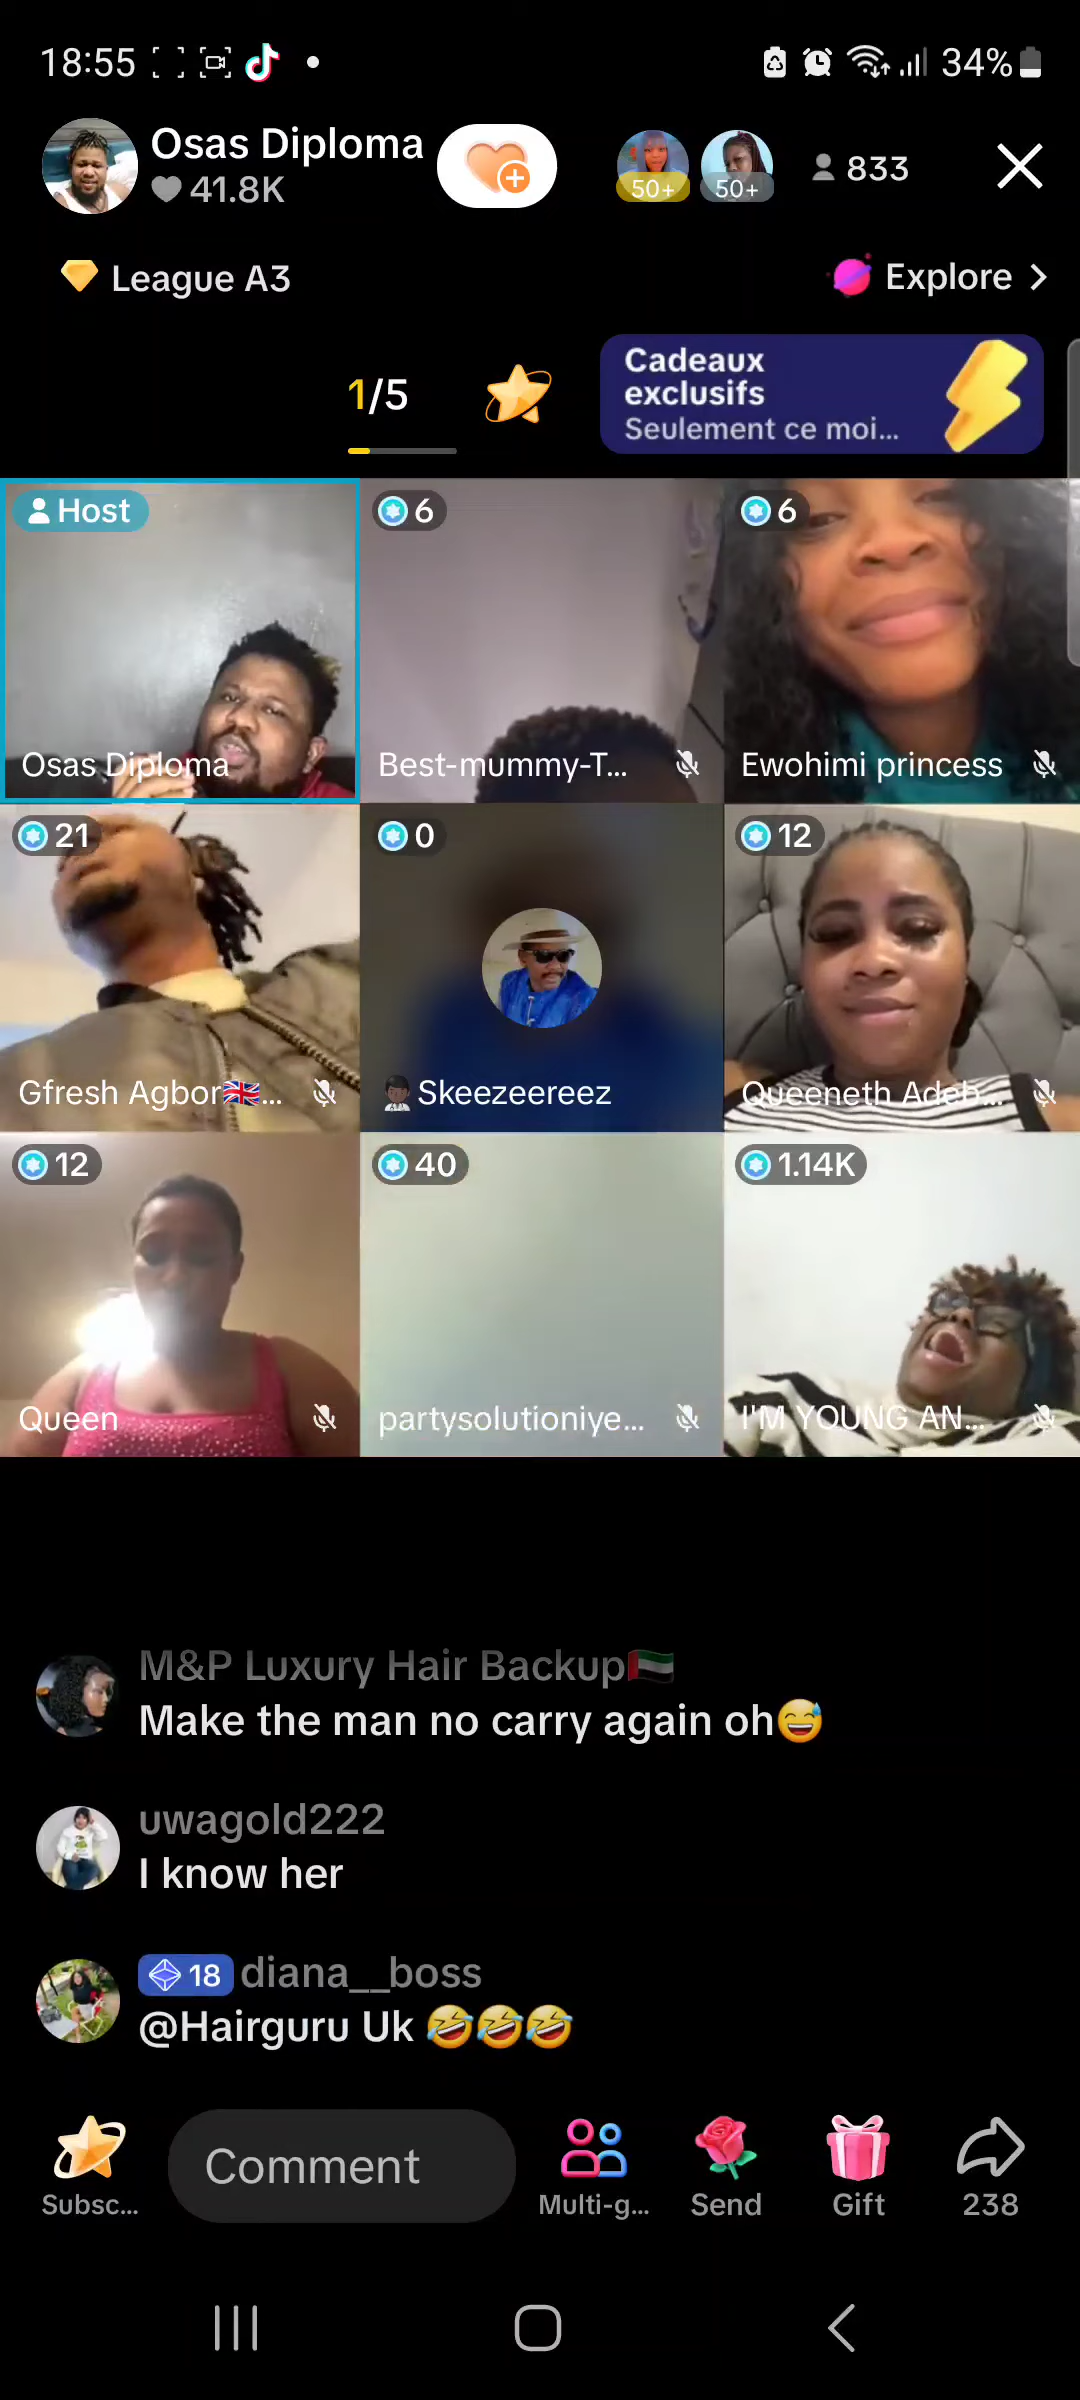 18:55
34%
Osas Diploma
41.8K
50+
50+
833
League A3
Explore
1/5
Cadeaux
exclusifs
Seulement ce moi...
Host
Osas Diploma
6
Best-mummy-T...
6
Ewohimi princess
21
Gfresh Agbor🇬🇧...
0
Skeezeereez
12
Queeneth Adeb...
12
Queen
40
partysolutioniye...
1.14K
I'M YOUNG AN...
M&P Luxury Hair Backup🇦🇪
Make the man no carry again oh😅
uwagold222
I know her
18 diana__boss
@Hairguru Uk 🤣🤣🤣
Subsc...
Comment
Multi-g...
Send
Gift
238